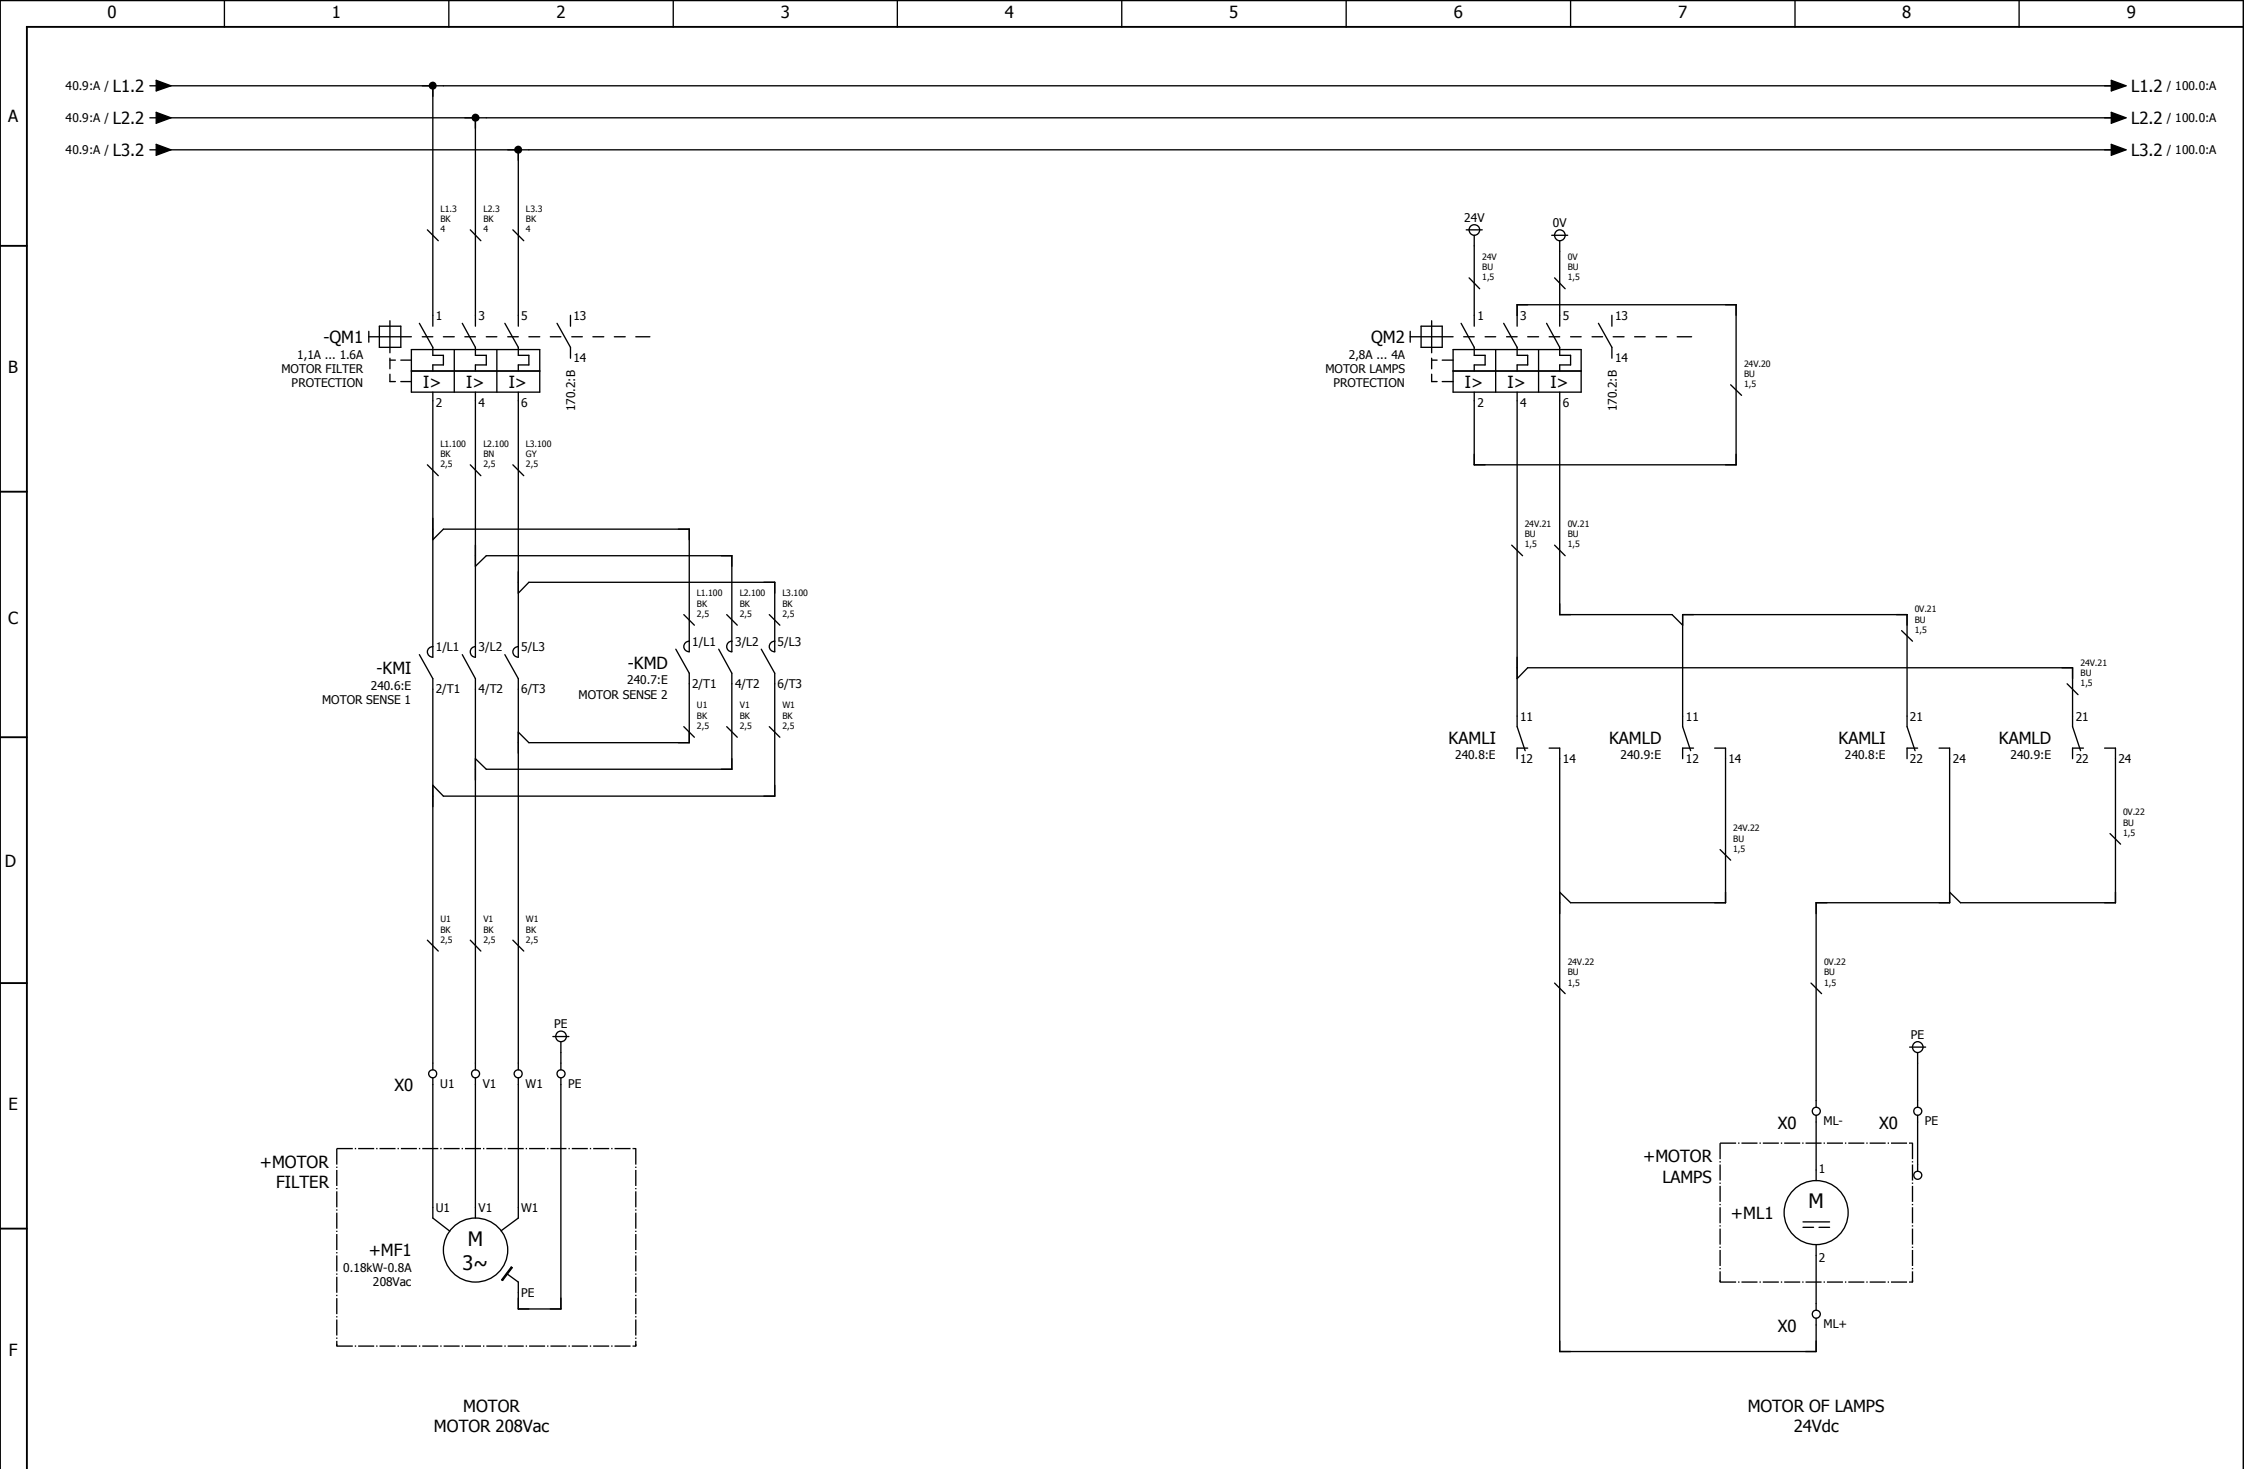 0 1 2 3 4 5 6 7 8 9
A
B
C
D
E
F
40.9:A / L1.2
40.9:A / L2.2
40.9:A / L3.2
L1.2 / 100.0:A
L2.2 / 100.0:A
L3.2 / 100.0:A
L1.3 L2.3 L3.3
BK BK BK
4 4 4
1 3 5 13
-QM1
1,1A ... 1.6A
MOTOR FILTER
PROTECTION
14
I> I> I>
170.2:B
2 4 6
L1.100 L2.100 L3.100
BK BN GY
2,5 2,5 2,5
L1.100 L2.100 L3.100
BK BK BK
2,5 2,5 2,5
1/L1 3/L2 5/L3
-KMI
240.6:E
MOTOR SENSE 1
2/T1 4/T2 6/T3
1/L1 3/L2 5/L3
-KMD
240.7:E
MOTOR SENSE 2
2/T1 4/T2 6/T3
U1 V1 W1
BK BK BK
2,5 2,5 2,5
U1 V1 W1
BK BK BK
2,5 2,5 2,5
PE
X0 U1 V1 W1 PE
+MOTOR
FILTER
U1 V1 W1
M
3~
+MF1
0.18kW-0.8A
208Vac
PE
MOTOR
MOTOR 208Vac
24V 0V
24V 0V
BU BU
1,5 1,5
1 3 5 13
QM2
2,8A ... 4A
MOTOR LAMPS
PROTECTION
14
I> I> I>
170.2:B
2 4 6
24V.20
BU
1,5
24V.21 0V.21
BU BU
1,5 1,5
0V.21
BU
1,5
24V.21
BU
1,5
11 11 21 21
KAMLI KAMLD KAMLI KAMLD
240.8:E 240.9:E 240.8:E 240.9:E
12 14 12 14 22 24 22 24
24V.22
BU
1,5
0V.22
BU
1,5
24V.22
BU
1,5
0V.22
BU
1,5
PE
X0 ML- X0 PE
+MOTOR
LAMPS
1
M
+ML1
2
X0 ML+
MOTOR OF LAMPS
24Vdc